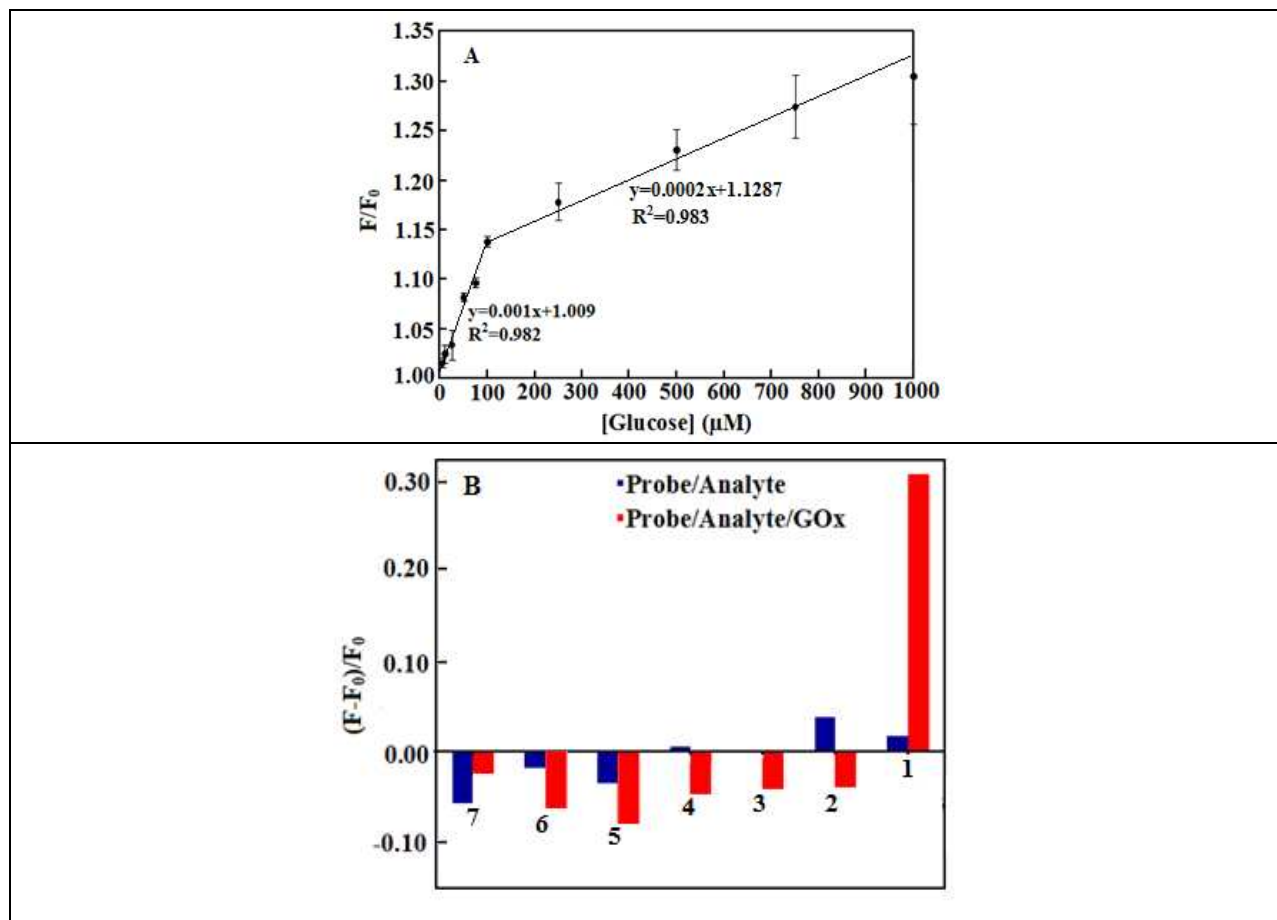 1.35
A
1.30
1.25
1.20
1.15
1.10
1.05
1.00
F/F₀
y=0.0002x+1.1287
R²=0.983
y=0.001x+1.009
R²=0.982
0 100 200 300 400 500 600 700 800 900 1000
[Glucose] (µM)
B
Probe/Analyte
Probe/Analyte/GOx
0.30
0.20
0.10
0.00
-0.10
(F-F₀)/F₀
7 6 5 4 3 2 1